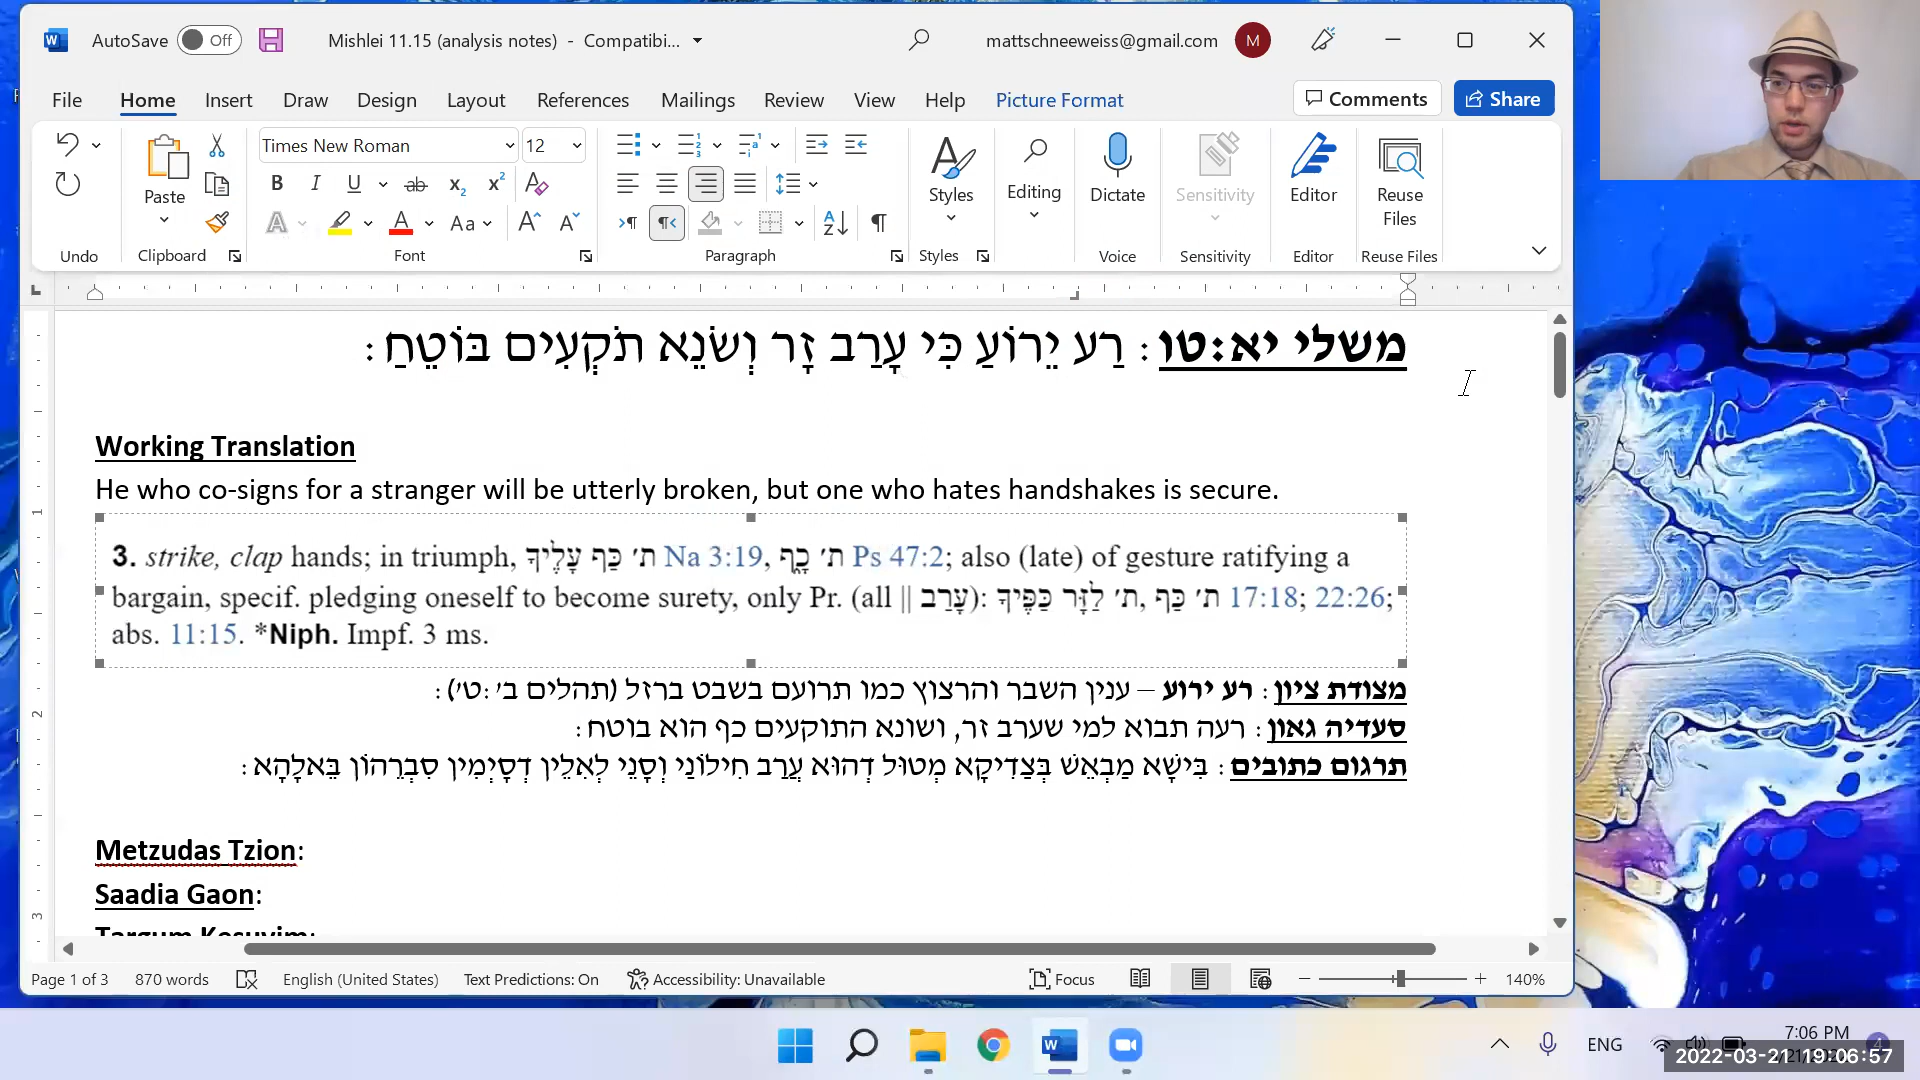 AutoSave Off Mishlei 11.15 (analysis notes) - Compatibi... mattschneeweiss@gmail.com M
File Home Insert Draw Design Layout References Mailings Review View Help Picture Format Comments Share
Times New Roman 12
Paste Styles Editing Dictate Sensitivity Editor Reuse Files
Undo Clipboard Font Paragraph Styles Voice Sensitivity Editor Reuse Files
משלי יא:טו: רַע יֵרוֹעַ כִּי עָרַב זָר וְשֹׂנֵא תֹקְעִים בּוֹטֵחַ:
Working Translation
He who co-signs for a stranger will be utterly broken, but one who hates handshakes is secure.
3. strike, clap hands; in triumph, ת׳ כַּף עָלֶיךָ Na 3:19, ת׳ כָּ֑ף Ps 47:2; also (late) of gesture ratifying a
bargain, specif. pledging oneself to become surety, only Pr. (all || עָרַב): ת׳ כַּף, ת׳ לַזָּר כַּפֶּיךָ 17:18; 22:26;
abs. 11:15. *Niph. Impf. 3 ms.
מצודת ציון: רע ירוע – ענין השבר והרצוץ כמו תרועם בשבט ברזל (תהלים ב׳:ט׳):
סעדיה גאון: רעה תבוא למי שערב זר, ושונא התוקעים כף הוא בוטח:
תרגום כתובים: בִּישָׁא מַבְאֵשׁ בְּצַדִיקָא מְטוּל דְהוּא עֲרַב חִילוֹנַי וְסָנֵי לְאִלֵין דְסָיְמִין סִבְרֵהוֹן בֵּאלָהָא:
Metzudas Tzion:
Saadia Gaon:
Targum Kesuvim:
Page 1 of 3 870 words English (United States) Text Predictions: On Accessibility: Unavailable Focus 140%
ENG 7:06 PM
2022-03-21 19:06:57